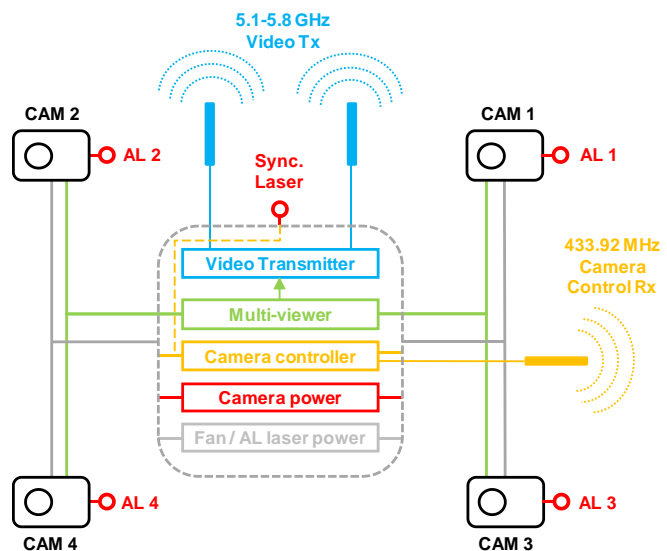 5.1-5.8 GHz
Video Tx
CAM 2
CAM 1
AL 2
Sync.
Laser
AL 1
433.92 MHz
Camera
Control Rx
Video Transmitter
Multi-viewer
Camera controller
Camera power
Fan / AL laser power
AL 4
AL 3
CAM 4
CAM 3